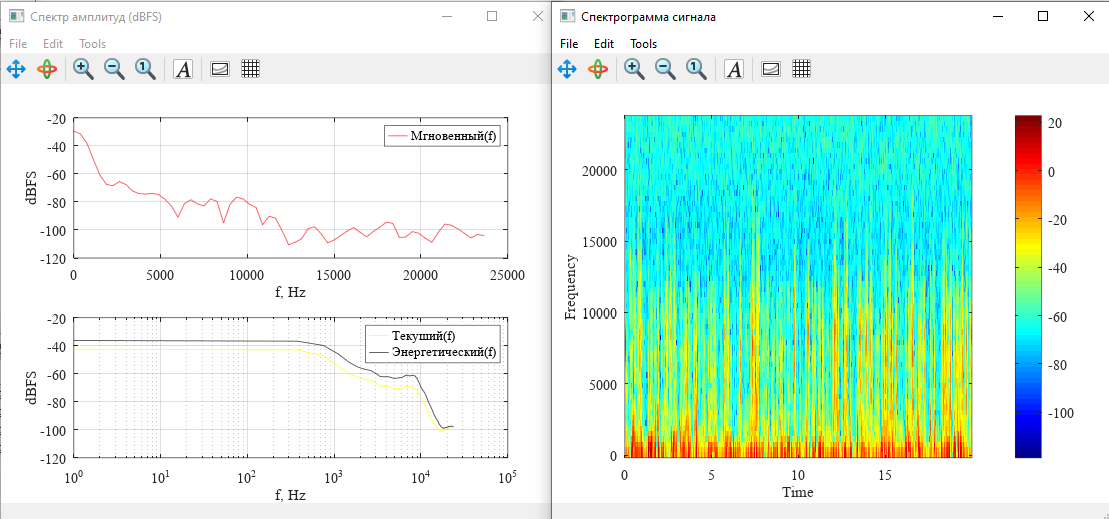 Спектр амплитуд (dBFS)
File Edit Tools
1 A
-20
-40
-60
-80
-100
-120
dBFS
Мгновенный(f)
0 5000 10000 15000 20000 25000
f, Hz
-20
-40
-60
-80
-100
-120
dBFS
Текуший(f)
Энергетический(f)
10⁰ 10¹ 10² 10³ 10⁴ 10⁵
f, Hz
Спектрограмма сигнала
File Edit Tools
1 A
20000
15000
10000
5000
0
Frequency
0 5 10 15
Time
20
0
-20
-40
-60
-80
-100